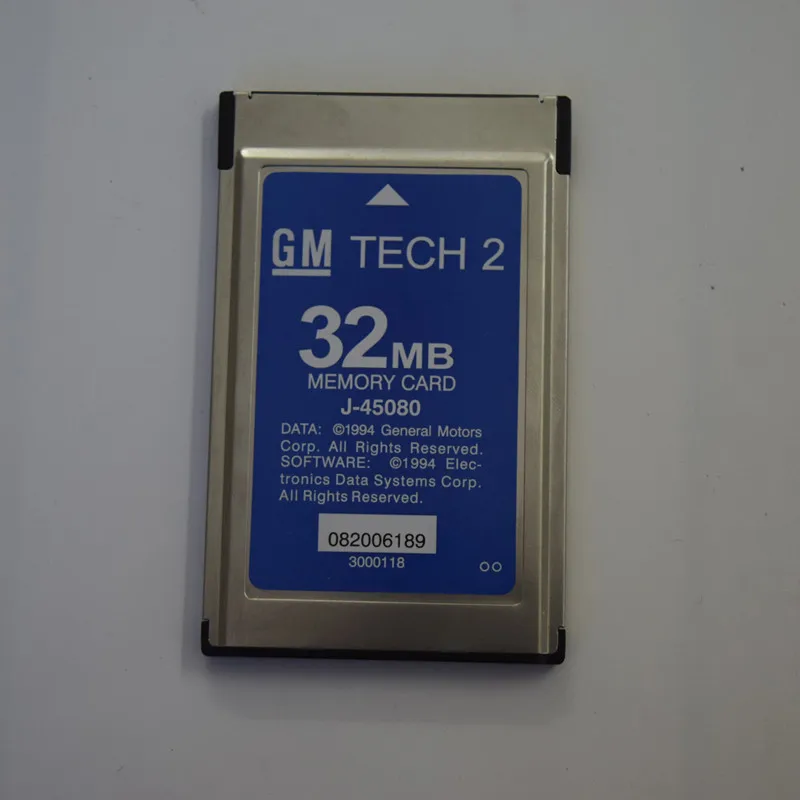 GM TECH 2
32MB
MEMORY CARD
J-45080
DATA: ©1994 General Motors
Corp. All Rights Reserved.
SOFTWARE: ©1994 Elec-
tronics Data Systems Corp.
All Rights Reserved.
082006189
3000118